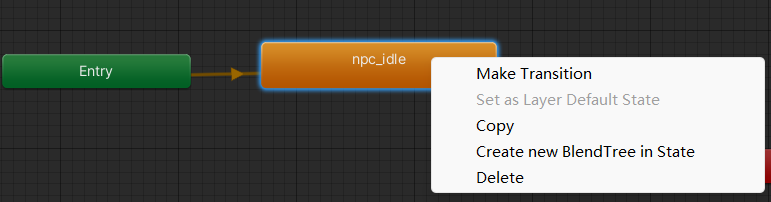 Entry
npc_idle
Make Transition
Set as Layer Default State
Copy
Create new BlendTree in State
Delete